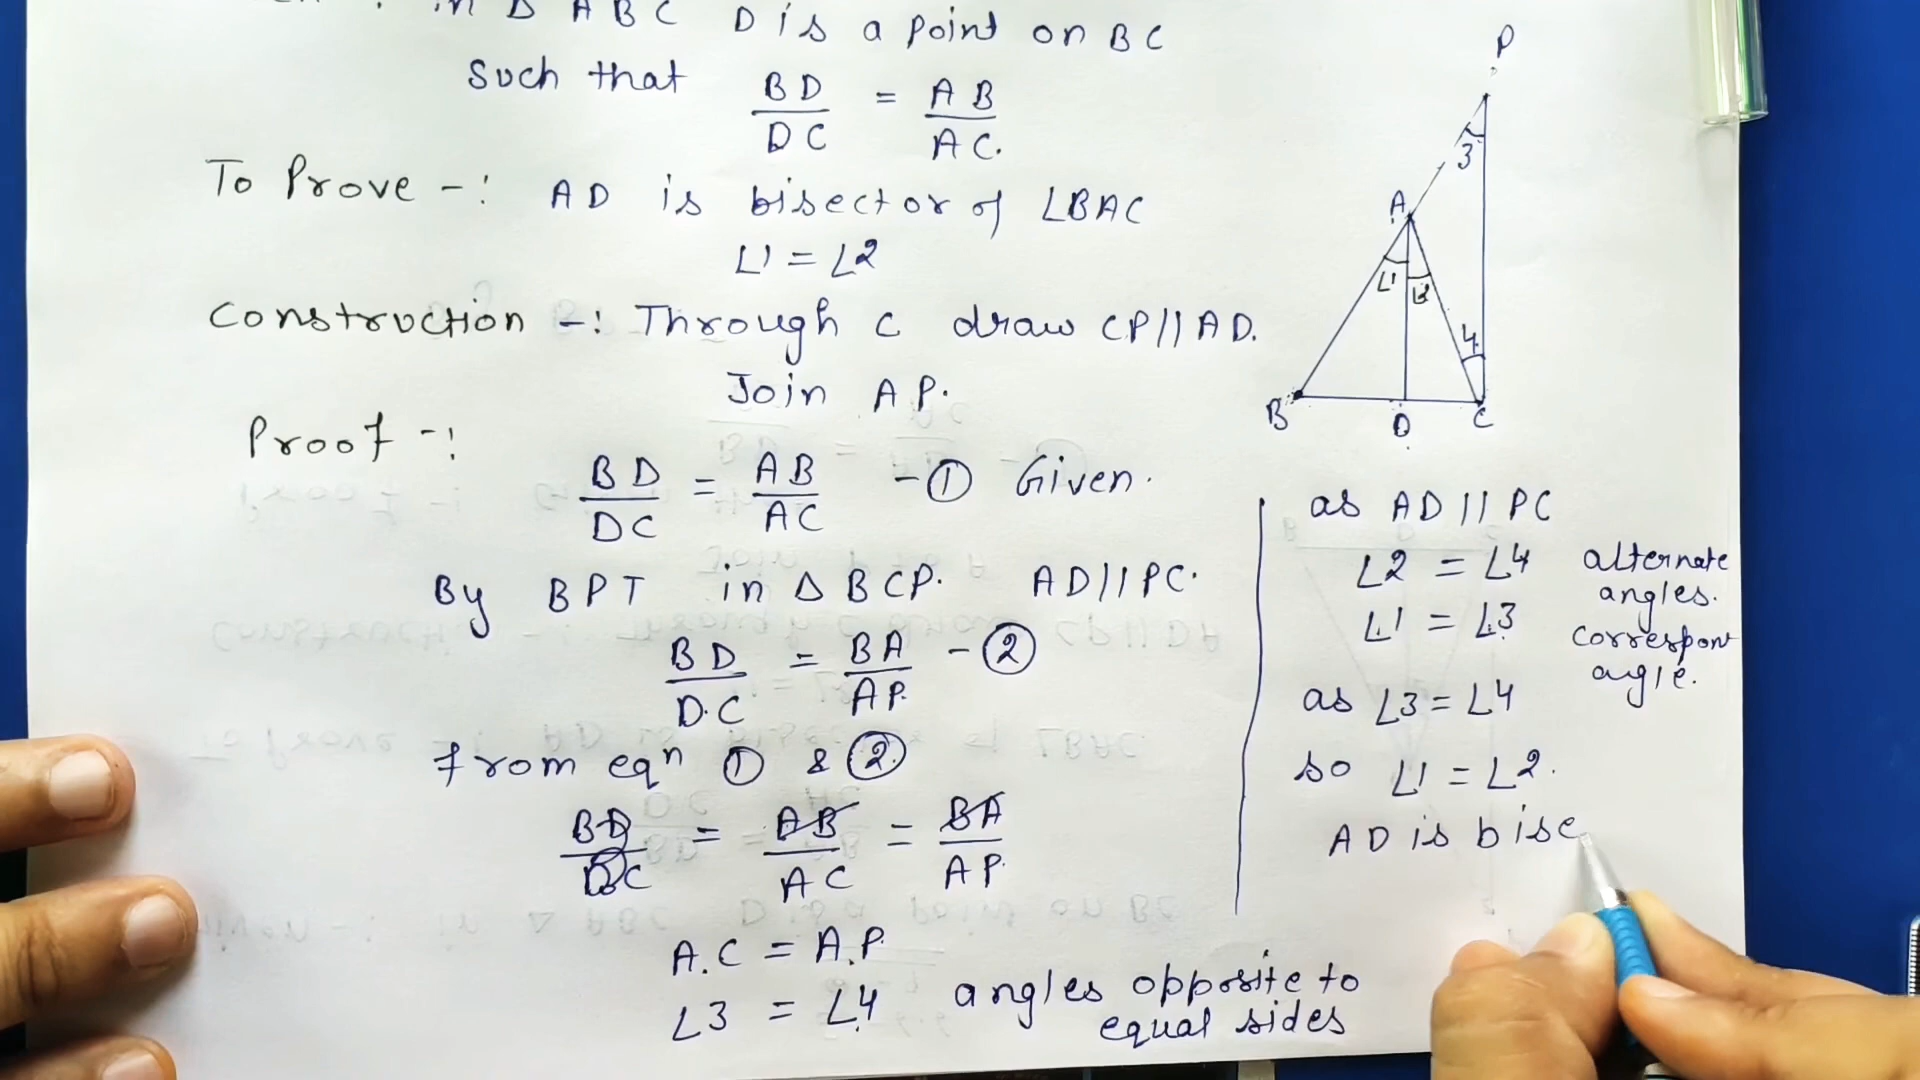 in Δ ABC D is a point on BC
such that BD/DC = AB/AC.
To Prove -: AD is bisector of ∠BAC
∠1 = ∠2
Construction -: Through C draw CP||AD.
Join AP.
Proof -:
BD/DC = AB/AC - ① Given.
By BPT in Δ BCP. AD||PC.
BD/D.C = BA/AP. - ②
From eqⁿ ① & ②
BD/DC = AB/AC = BA/AP.
A.C = A.P.
∠3 = ∠4 angles opposite to
equal sides
P
3
A
∠1 ∠2
4
B D C
as AD || PC
∠2 = ∠4 alternate
angles.
∠1 = ∠3 correspont
angle.
as ∠3 = ∠4
so ∠1 = ∠2.
AD is bise